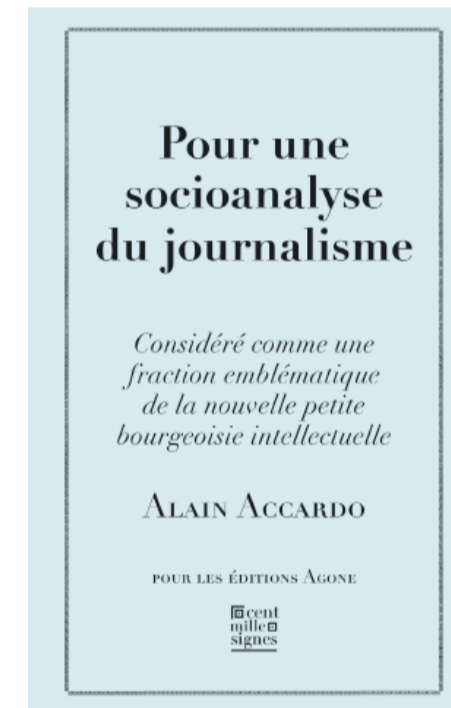 Pour une
socioanalyse
du journalisme
Considéré comme une
fraction emblématique
de la nouvelle petite
bourgeoisie intellectuelle
Alain Accardo
pour les éditions Agone
cent
mille
signes